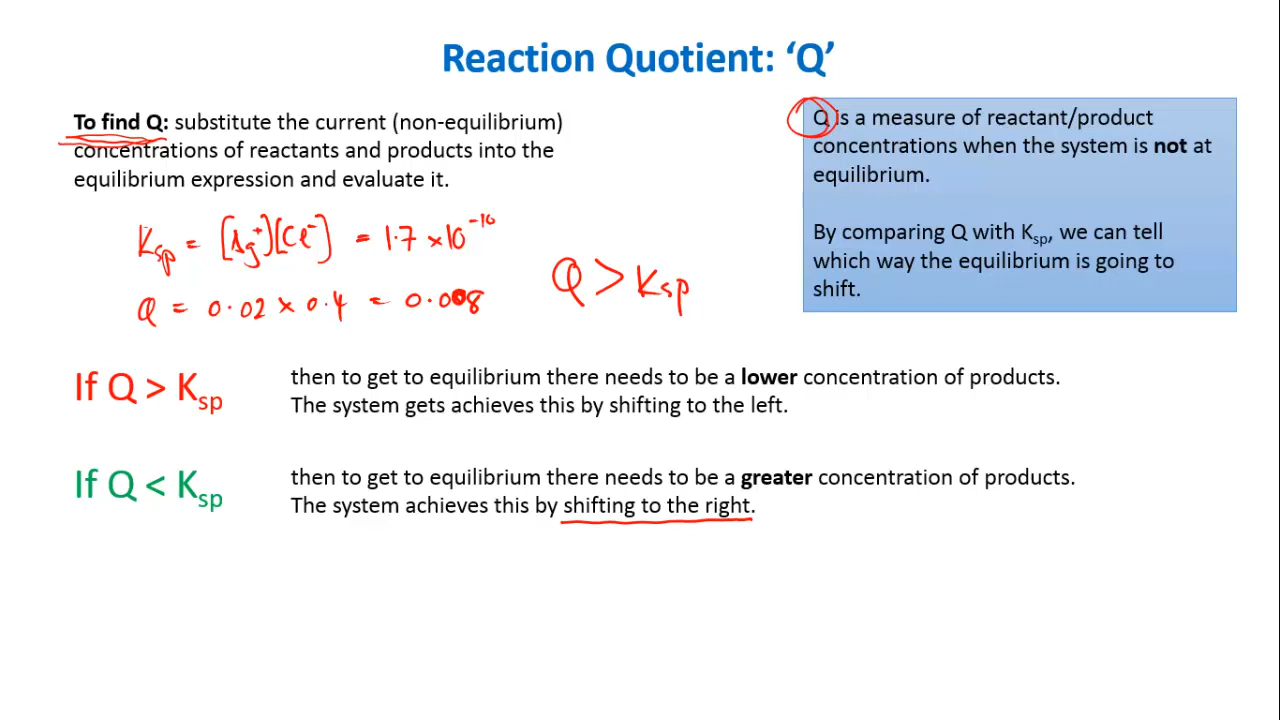 Reaction Quotient: ‘Q’
To find Q: substitute the current (non-equilibrium)
concentrations of reactants and products into the
equilibrium expression and evaluate it.
Ksp = [Ag+][Cl-] = 1.7 × 10-10
Q = 0.02 × 0.4 = 0.008
Q > Ksp
Q is a measure of reactant/product
concentrations when the system is not at
equilibrium.
By comparing Q with Ksp, we can tell
which way the equilibrium is going to
shift.
If Q > Ksp
then to get to equilibrium there needs to be a lower concentration of products.
The system gets achieves this by shifting to the left.
If Q < Ksp
then to get to equilibrium there needs to be a greater concentration of products.
The system achieves this by shifting to the right.